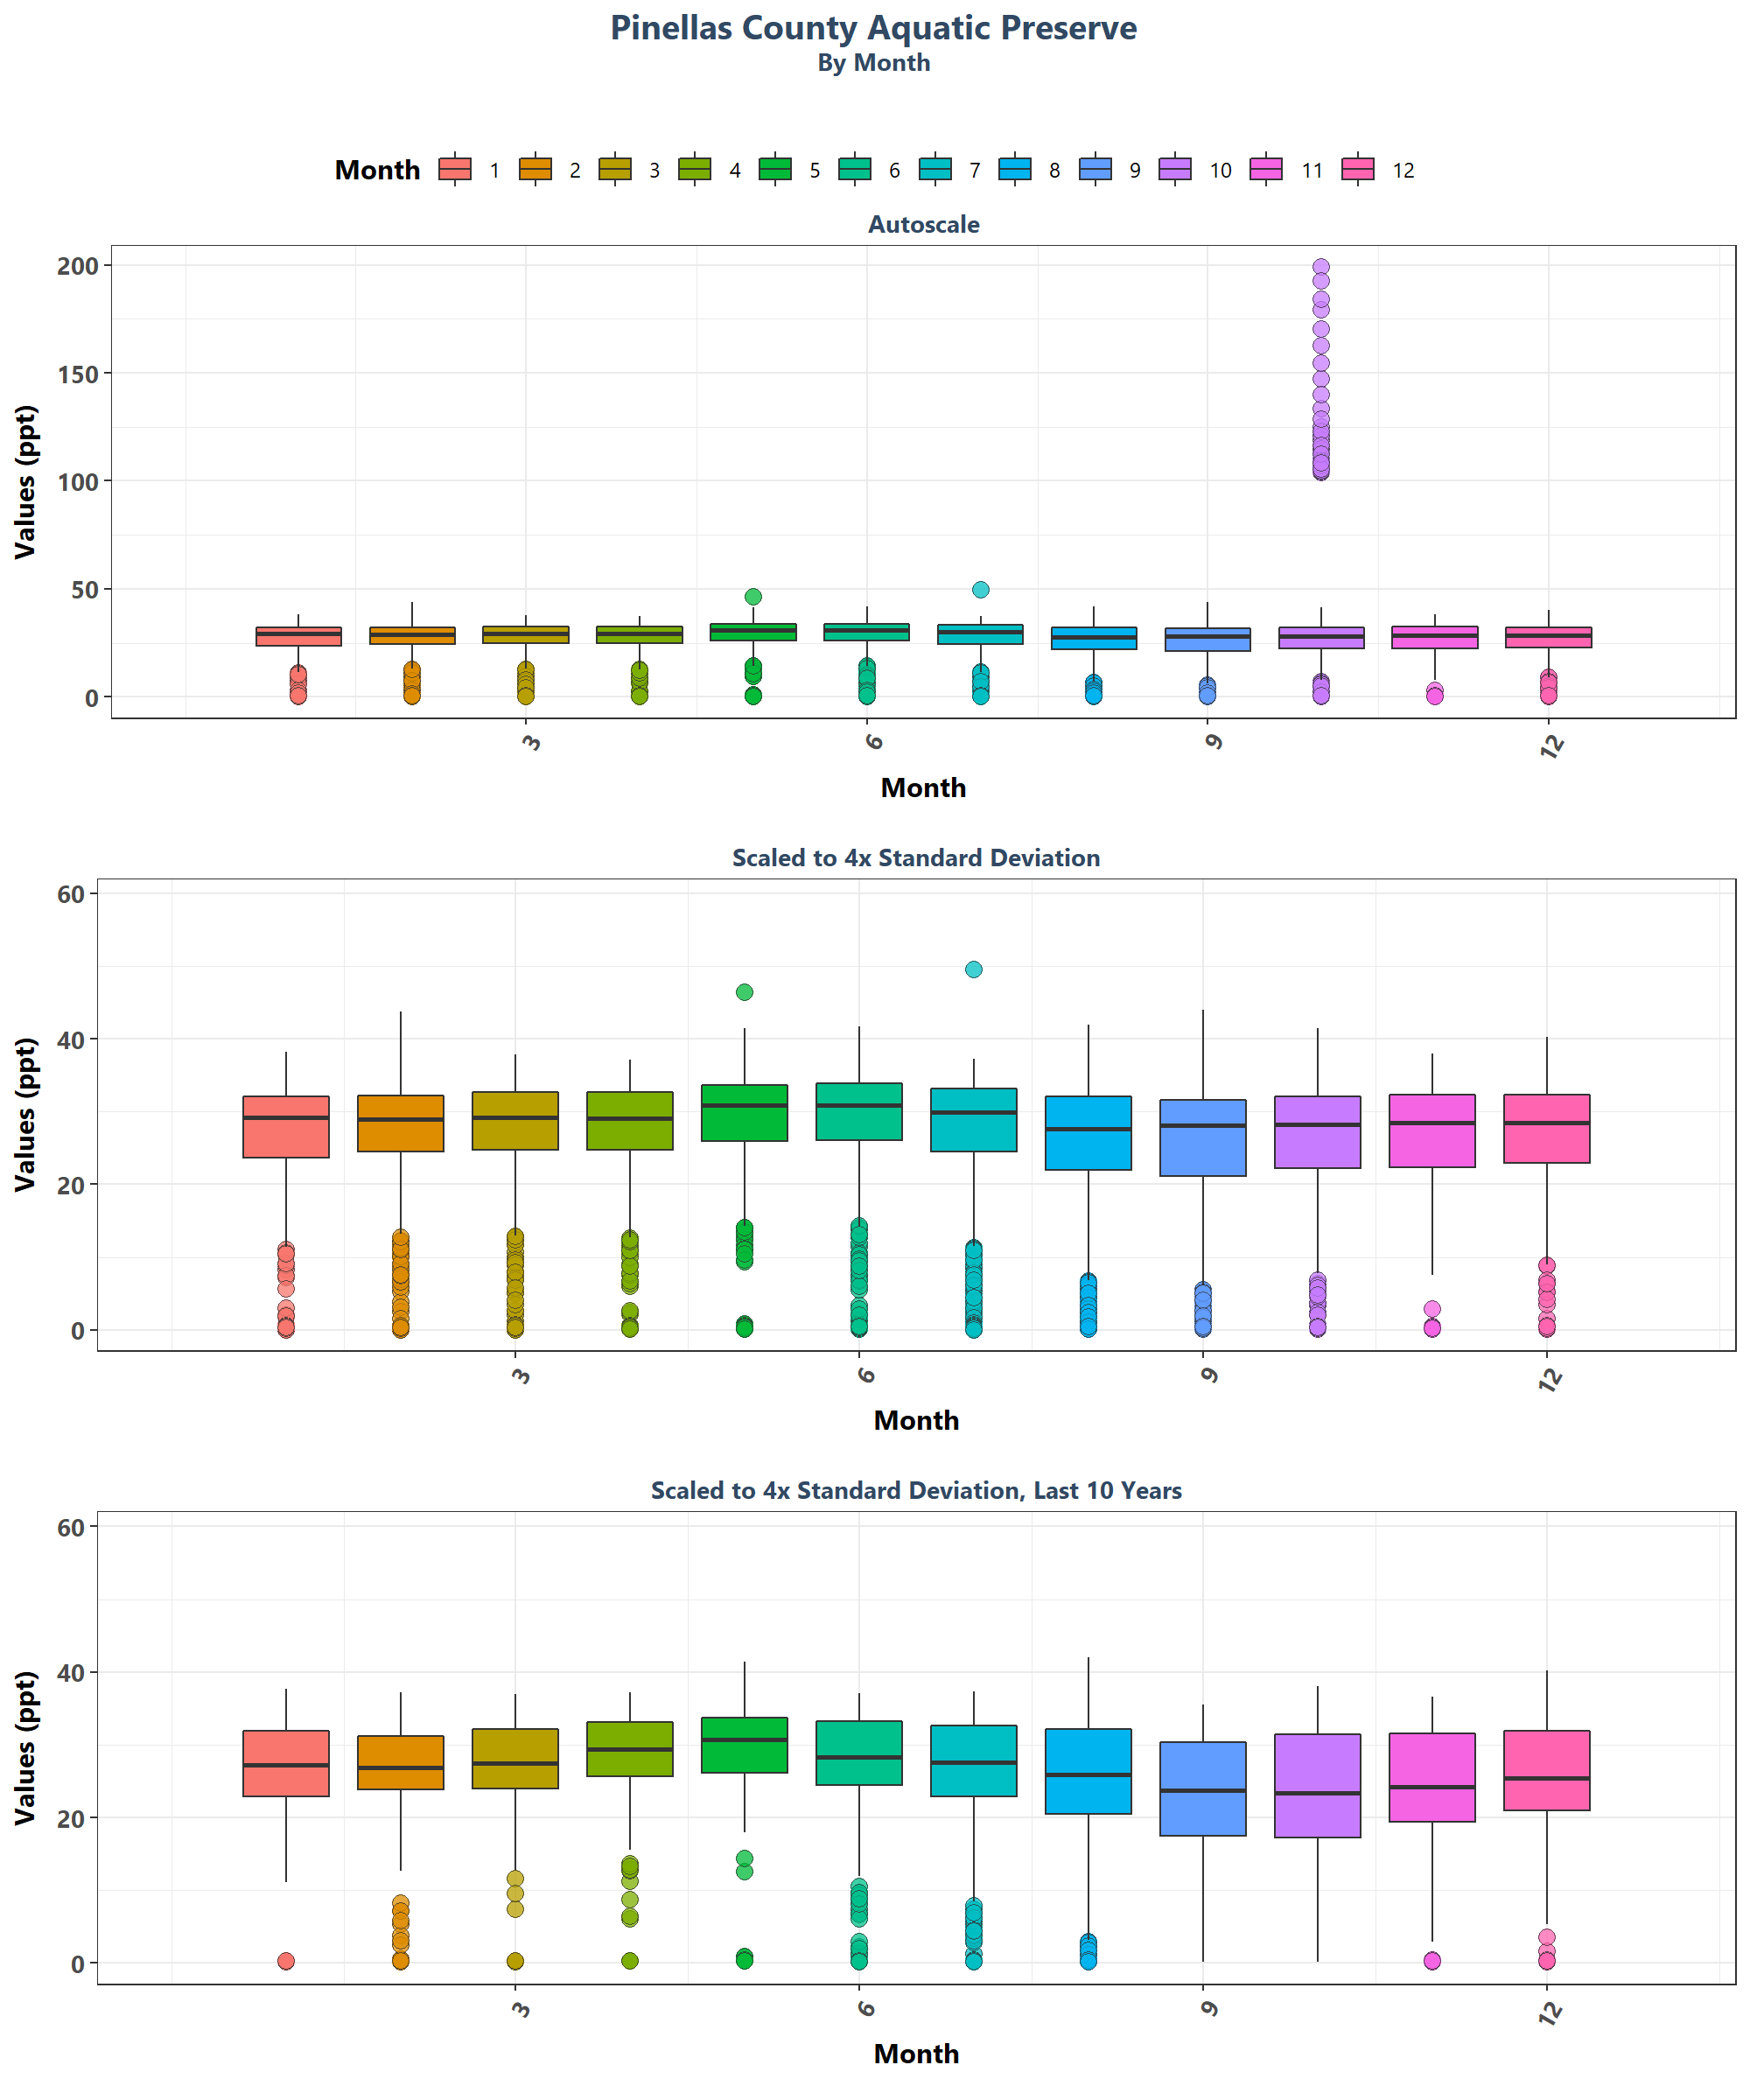 Pinellas County Aquatic Preserve
By Month
Month 1 2 3 4 5 6 7 8 9 10 11 12
Autoscale
Values (ppt)
200
150
100
50
0
3 6 9 12
Month
Scaled to 4x Standard Deviation
Values (ppt)
60
40
20
0
3 6 9 12
Month
Scaled to 4x Standard Deviation, Last 10 Years
Values (ppt)
60
40
20
0
3 6 9 12
Month